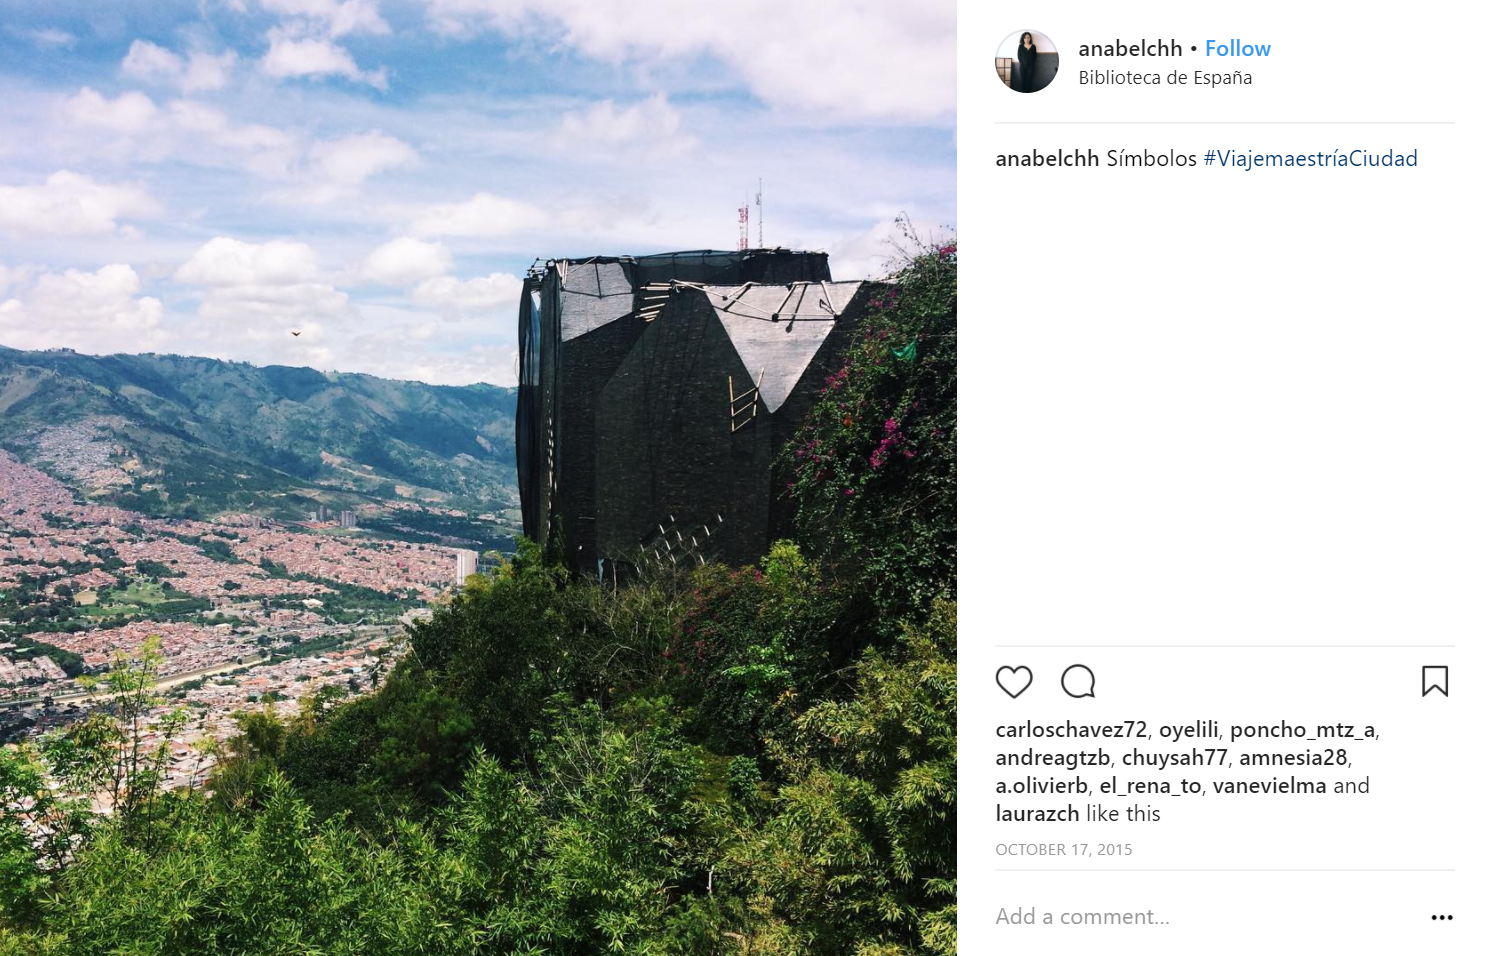 anabelchh • Follow
Biblioteca de España
anabelchh Símbolos #ViajemaestríaCiudad
carloschavez72, oyelili, poncho_mtz_a,
andreagtzb, chuysah77, amnesia28,
a.olivierb, el_rena_to, vanevielma and
laurazch like this
OCTOBER 17, 2015
Add a comment...